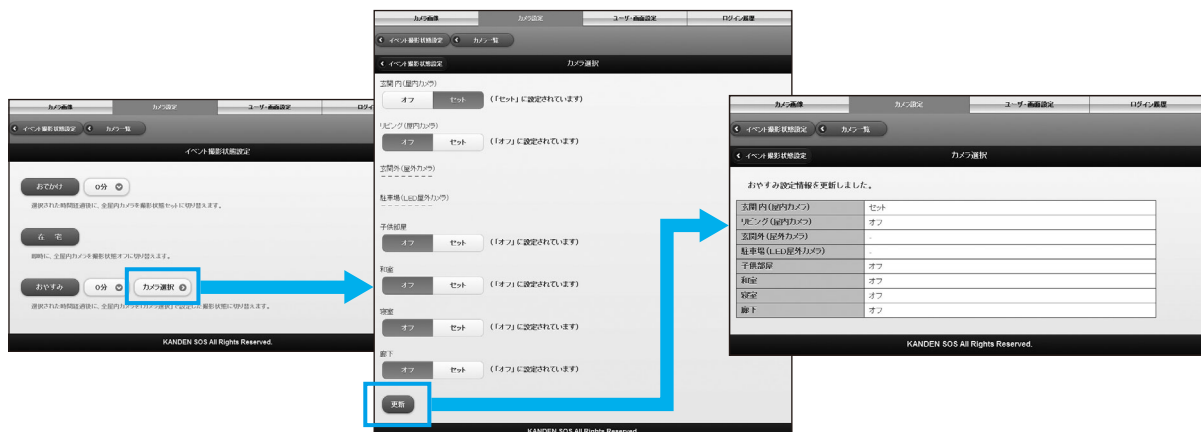 カメラ画像 カメラ設定 ユーザ・画面設定 ログイン
イベント撮影状態設定 カメラ一覧
イベント撮影状態設定
おでかけ 0分
選択された時間経過後に、全屋内カメラを撮影状態セットに切り替えます。
在 宅
即時に、全屋内カメラを撮影状態オフに切り替えます。
おやすみ 0分 カメラ選択
選択された時間経過後に、全屋内カメラを「カメラ選択」で設定した撮影状態に切り替えます。
KANDEN SOS All Rights Reserved.
カメラ画像 カメラ設定 ユーザ・画面設定 ログイン履歴
イベント撮影状態設定 カメラ一覧
イベント撮影状態設定 カメラ選択
玄関内(屋内カメラ)
オフ セット (「セット」に設定されています)
リビング(屋内カメラ)
オフ セット (「オフ」に設定されています)
玄関外(屋外カメラ)
--------
駐車場(LED屋外カメラ)
--------
子供部屋
オフ セット (「オフ」に設定されています)
和室
オフ セット (「オフ」に設定されています)
寝室
オフ セット (「オフ」に設定されています)
廊下
オフ セット (「オフ」に設定されています)
更新
KANDEN SOS All Rights Reserved.
カメラ画像 カメラ設定 ユーザ・画面設定 ログイン履歴
イベント撮影状態設定 カメラ一覧
イベント撮影状態設定 カメラ選択
おやすみ設定情報を更新しました。
玄関内(屋内カメラ) セット
リビング(屋内カメラ) オフ
玄関外(屋外カメラ) -
駐車場(LED屋外カメラ) -
子供部屋 オフ
和室 オフ
寝室 オフ
廊下 オフ
KANDEN SOS All Rights Reserved.